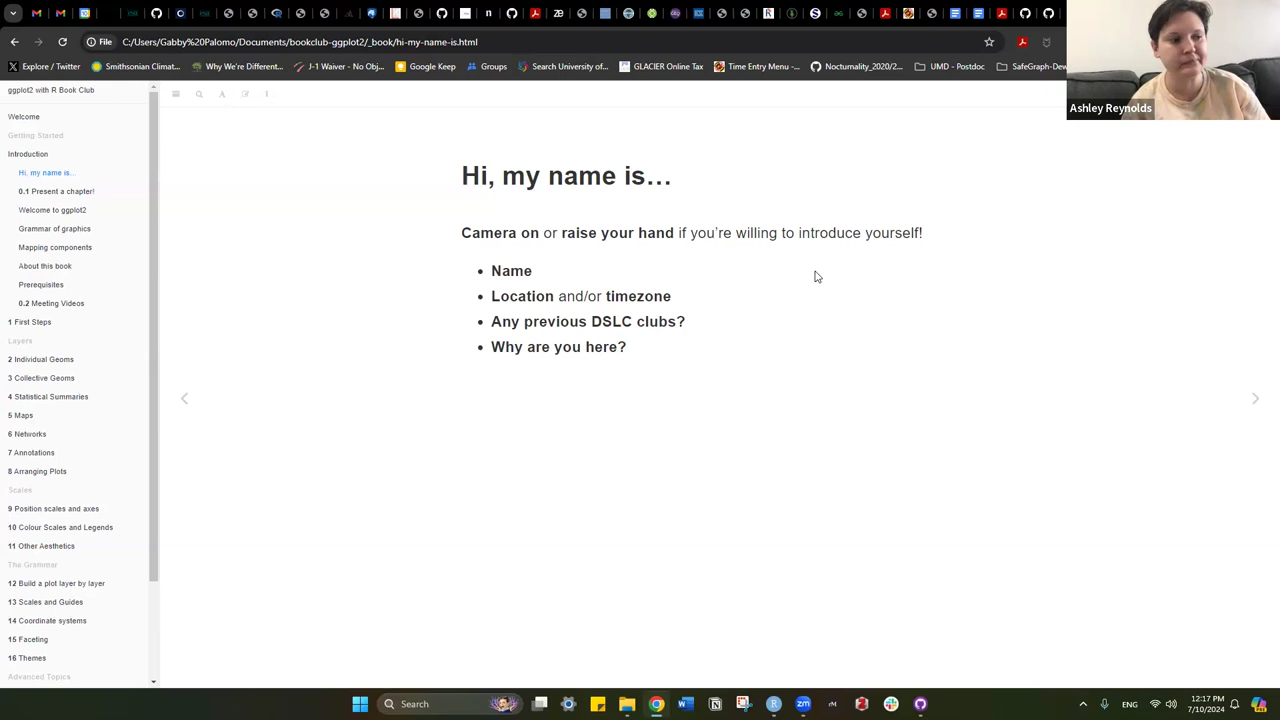 File
C:/Users/Gabby%20Palomo/Documents/bookclub-ggplot2/_book/hi-my-name-is.html
Explore / Twitter
Smithsonian Climat...
Why We're Different...
J-1 Waiver - No Obj...
Google Keep
Groups
Search University of...
GLACIER Online Tact...
Time Entry Menu -...
Nocturnality_2020/2...
UMD - Postdoc
SafeGraph-Dew
Ashley Reynolds
ggplot2 with R Book Club
Welcome
Getting Started
Introduction
Hi, my name is...
0.1 Present a chapter!
Welcome to ggplot2
Grammar of graphics
Mapping components
About this book
Prerequisites
0.2 Meeting Videos
1 First Steps
Layers
2 Individual Geoms
3 Collective Geoms
4 Statistical Summaries
5 Maps
6 Networks
7 Annotations
8 Arranging Plots
Scales
9 Position scales and axes
10 Colour Scales and Legends
11 Other Aesthetics
The Grammar
12 Build a plot layer by layer
13 Scales and Guides
14 Coordinate systems
15 Faceting
16 Themes
Advanced Topics
Hi, my name is…
Camera on or raise your hand if you’re willing to introduce yourself!
• Name
• Location and/or timezone
• Any previous DSLC clubs?
• Why are you here?
Search
ENG
12:17 PM
7/10/2024